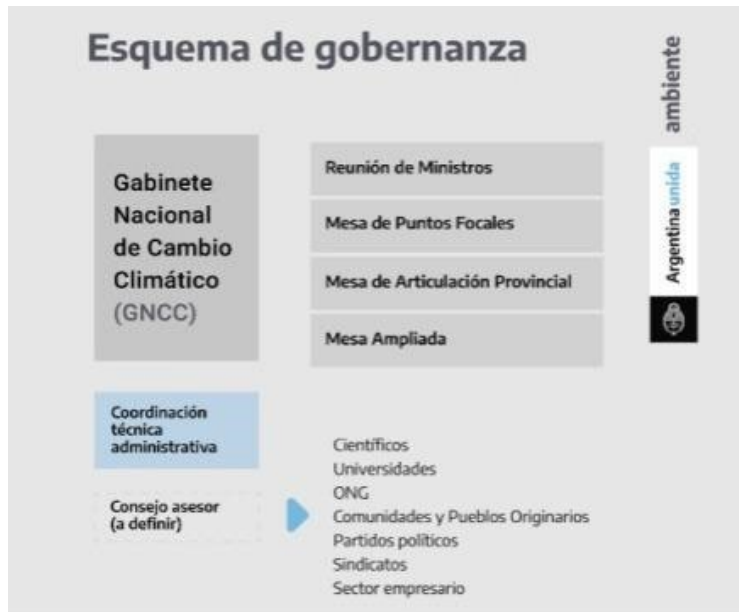 Esquema de gobernanza
Gabinete
Nacional
de Cambio
Climático
(GNCC)
Reunión de Ministros
Mesa de Puntos Focales
Mesa de Articulación Provincial
Mesa Ampliada
Coordinación
técnica
administrativa
Consejo asesor
(a definir)
Científicos
Universidades
ONG
Comunidades y Pueblos Originarios
Partidos políticos
Sindicatos
Sector empresario
ambiente
Argentina unida